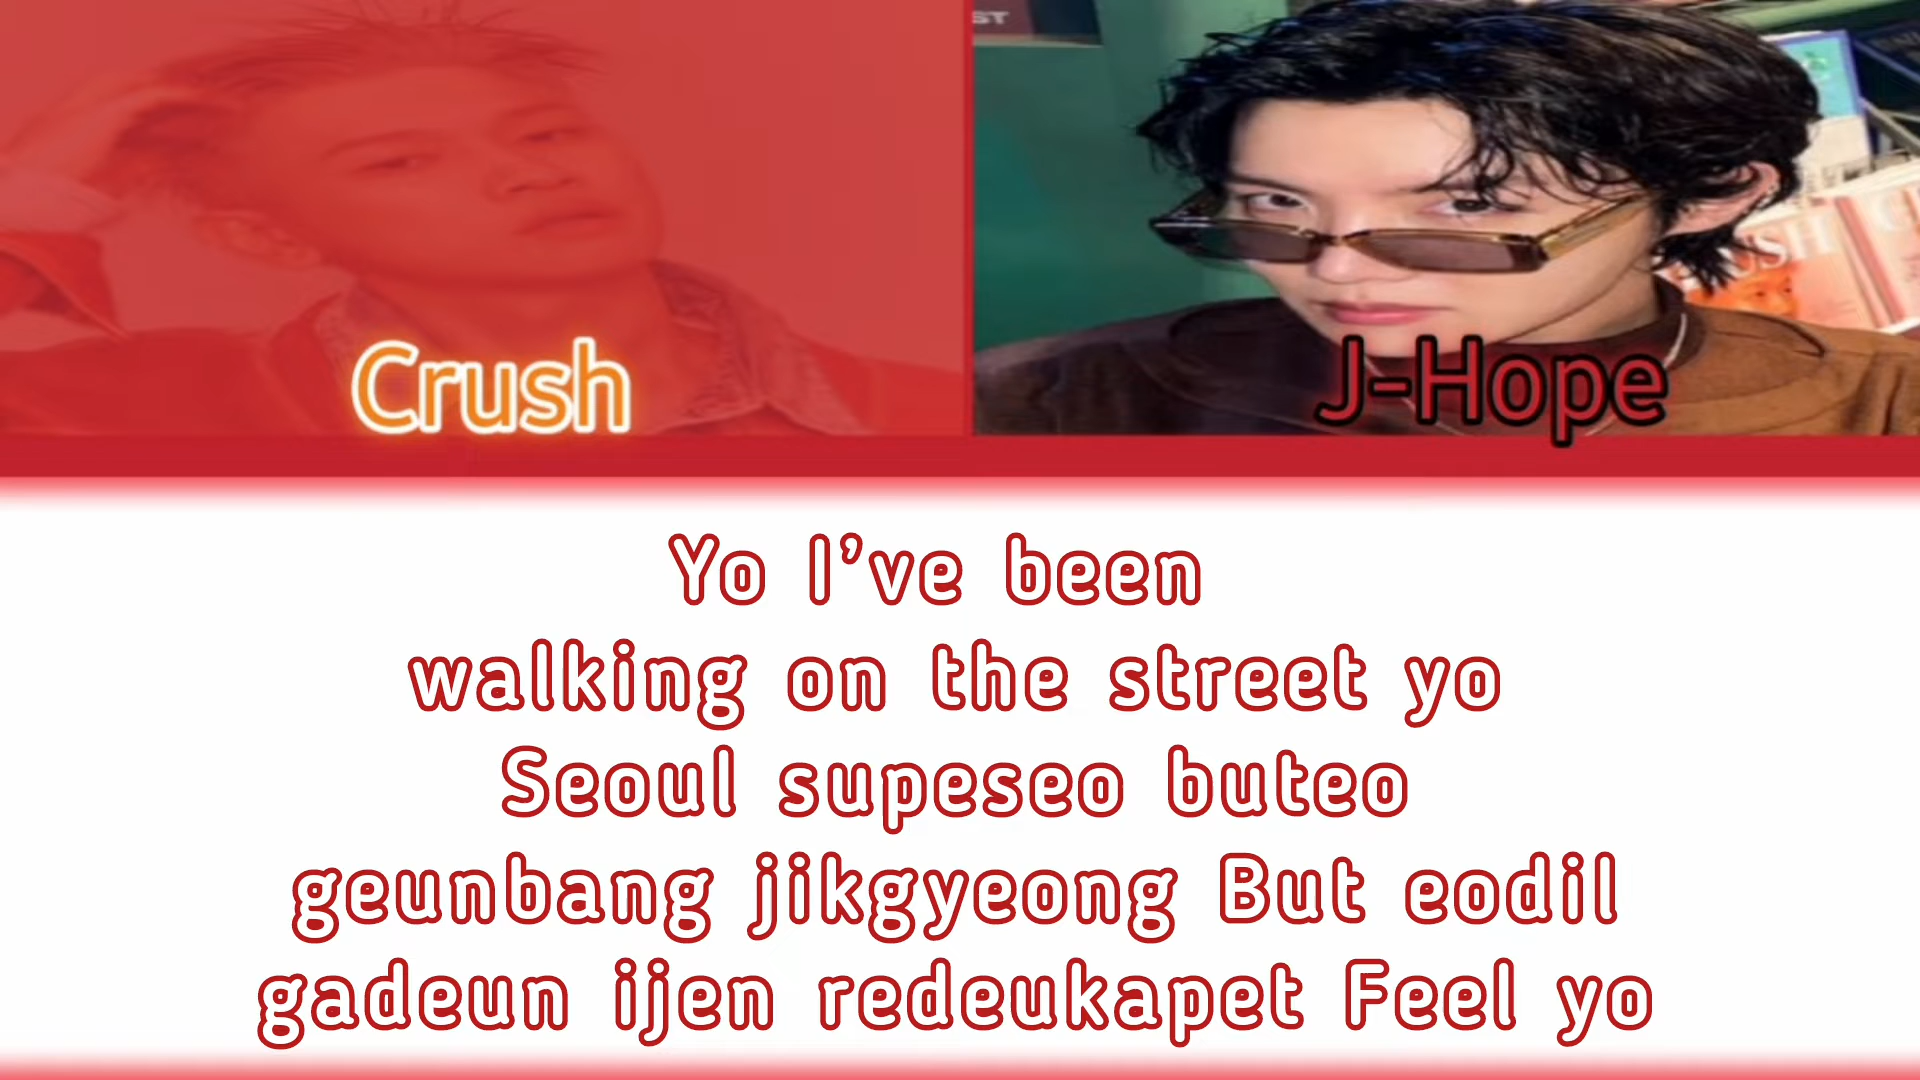 ST
Crush
J-Hope
Yo I’ve been
walking on the street yo
Seoul supeseo buteo
geunbang jikgyeong But eodil
gadeun ijen redeukapet Feel yo